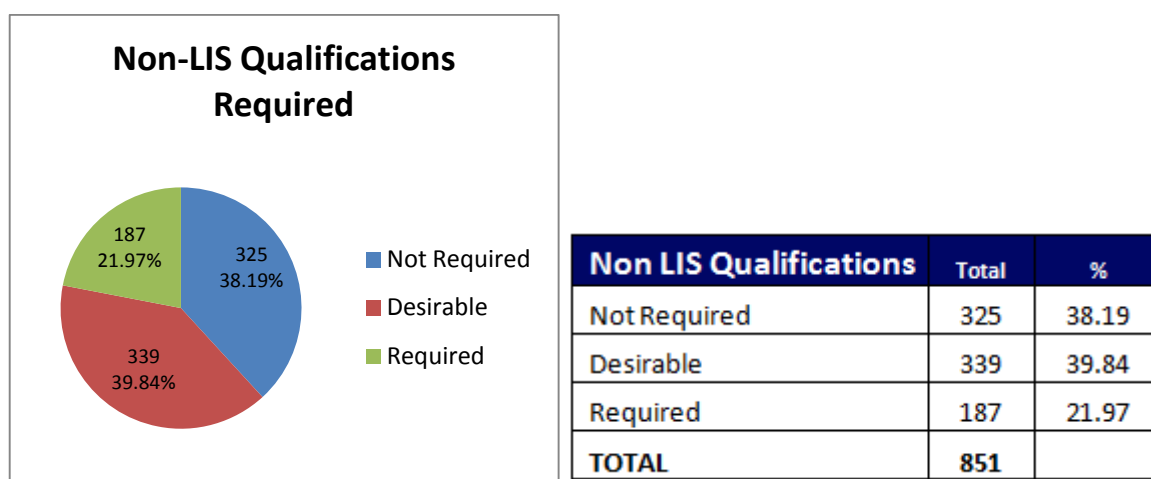 Non-LIS Qualifications
Required
187
21.97%
325
38.19%
339
39.84%
Not Required
Desirable
Required
Non LIS Qualifications Total %
Not Required 325 38.19
Desirable 339 39.84
Required 187 21.97
TOTAL 851